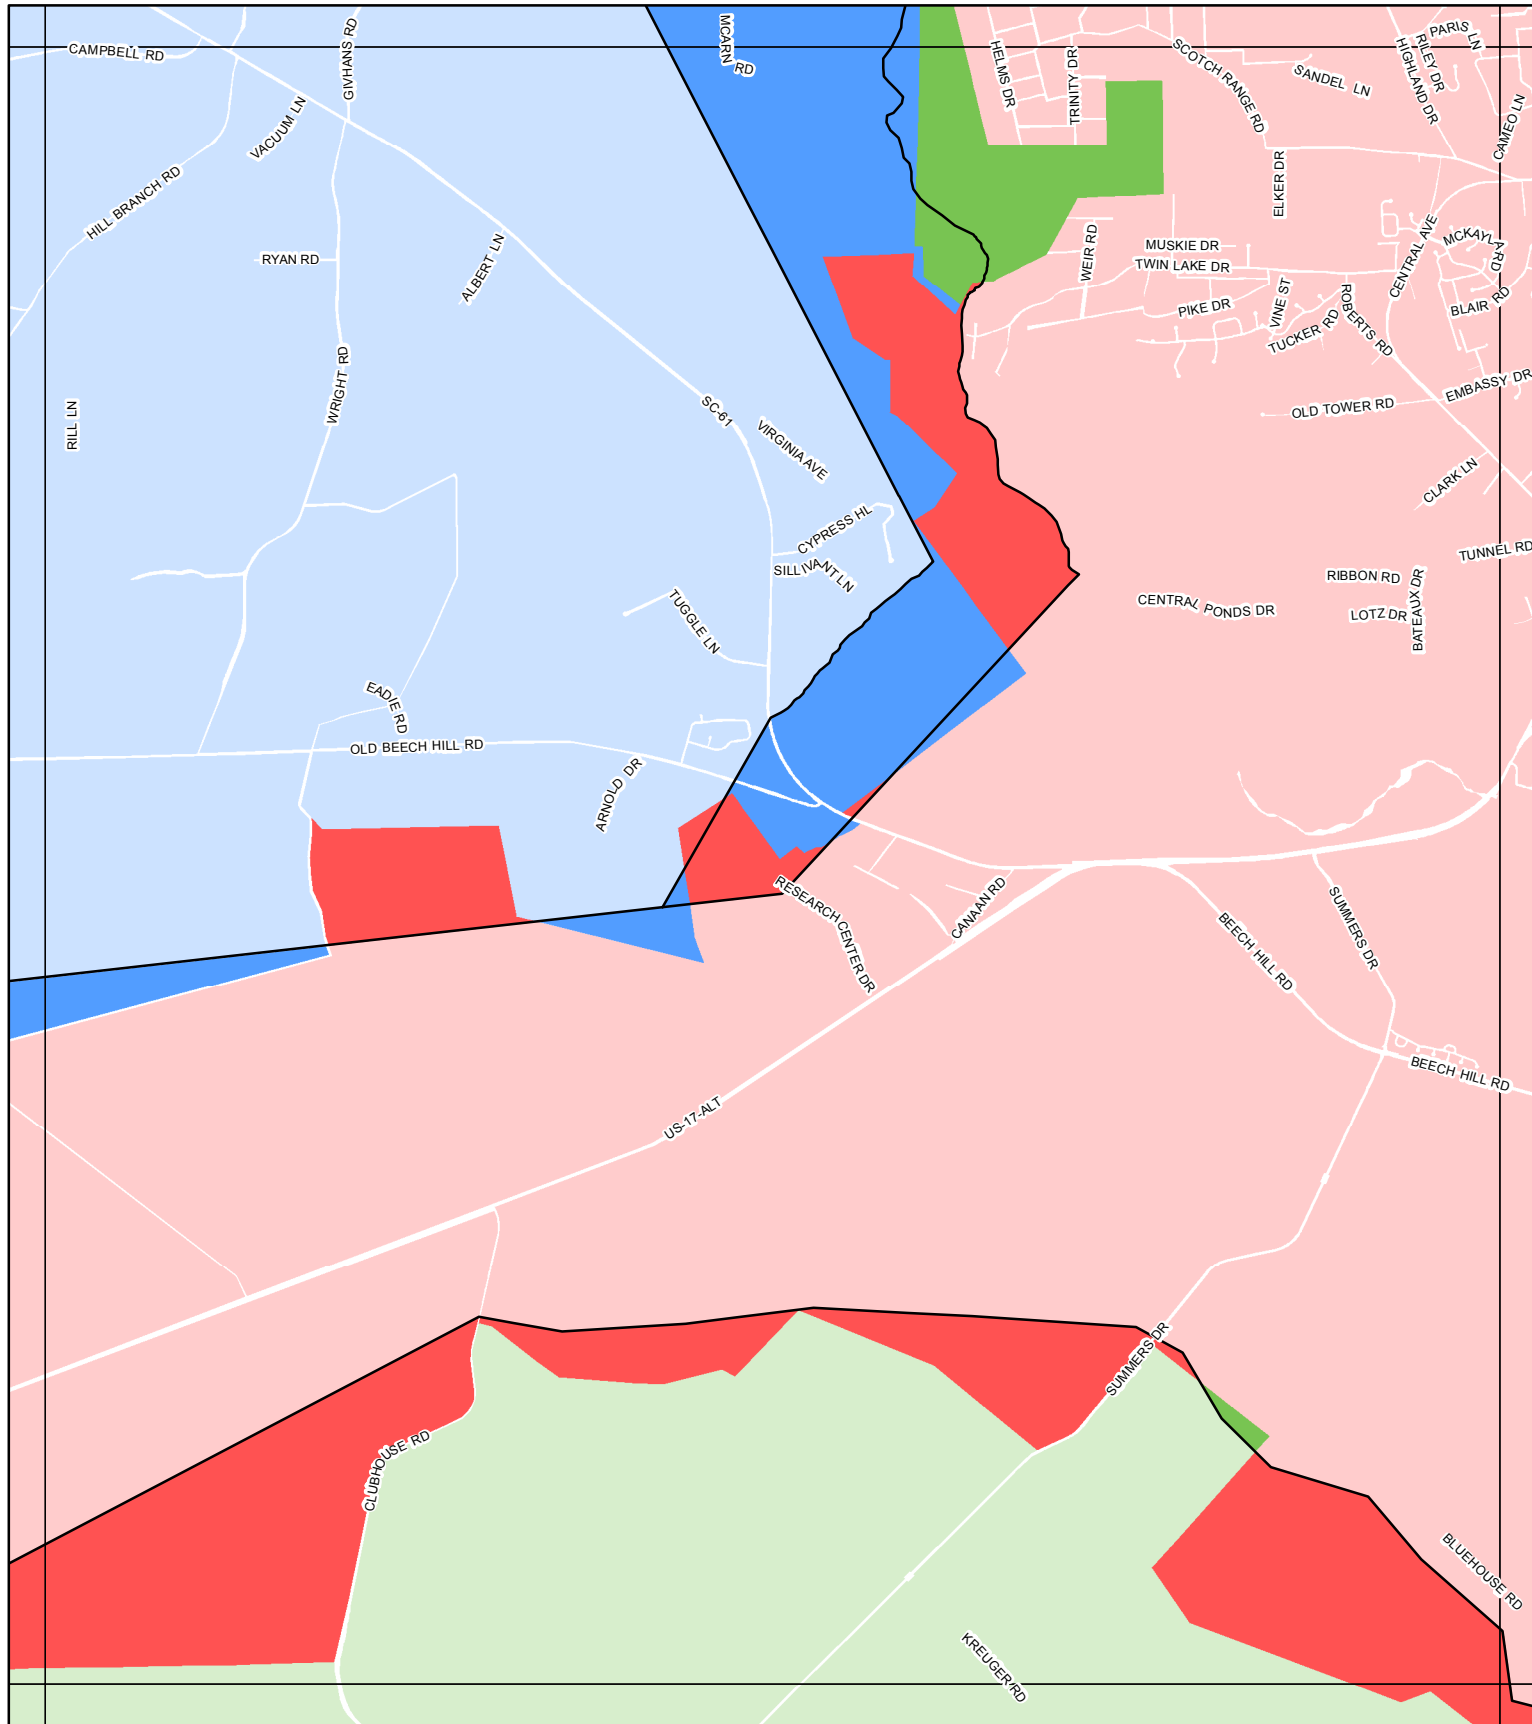 CAMPBELL RD
GIVHANS RD
MCARN RD
HELMS DR
TRINITY DR
SCOTCH RANGE RD
SANDEL LN
HIGHLAND DR
RILEY DR
PARIS LN
CAMEO LN
VACUUM LN
HILL BRANCH RD
ELKER DR
RYAN RD
ALBERT LN
WEIR RD
MUSKIE DR
TWIN LAKE DR
CENTRAL AVE
MCKAYLA RD
PIKE DR
VINE ST
TUCKER RD
ROBERTS RD
BLAIR RD
WRIGHT RD
RILL LN
SC-61
VIRGINIA AVE
OLD TOWER RD
EMBASSY DR
CLARK LN
CYPRESS HL
SILLIVANT LN
TUNNEL RD
RIBBON RD
BATEAUX DR
LOTZ DR
CENTRAL PONDS DR
TUGGLE LN
EADIE RD
OLD BEECH HILL RD
ARNOLD DR
RESEARCH CENTER DR
CANAAN RD
BEECH HILL RD
SUMMERS DR
BEECH HILL RD
US-17-ALT
SUMMERS DR
CLUBHOUSE RD
BLUEHOUSE RD
KREUGER RD